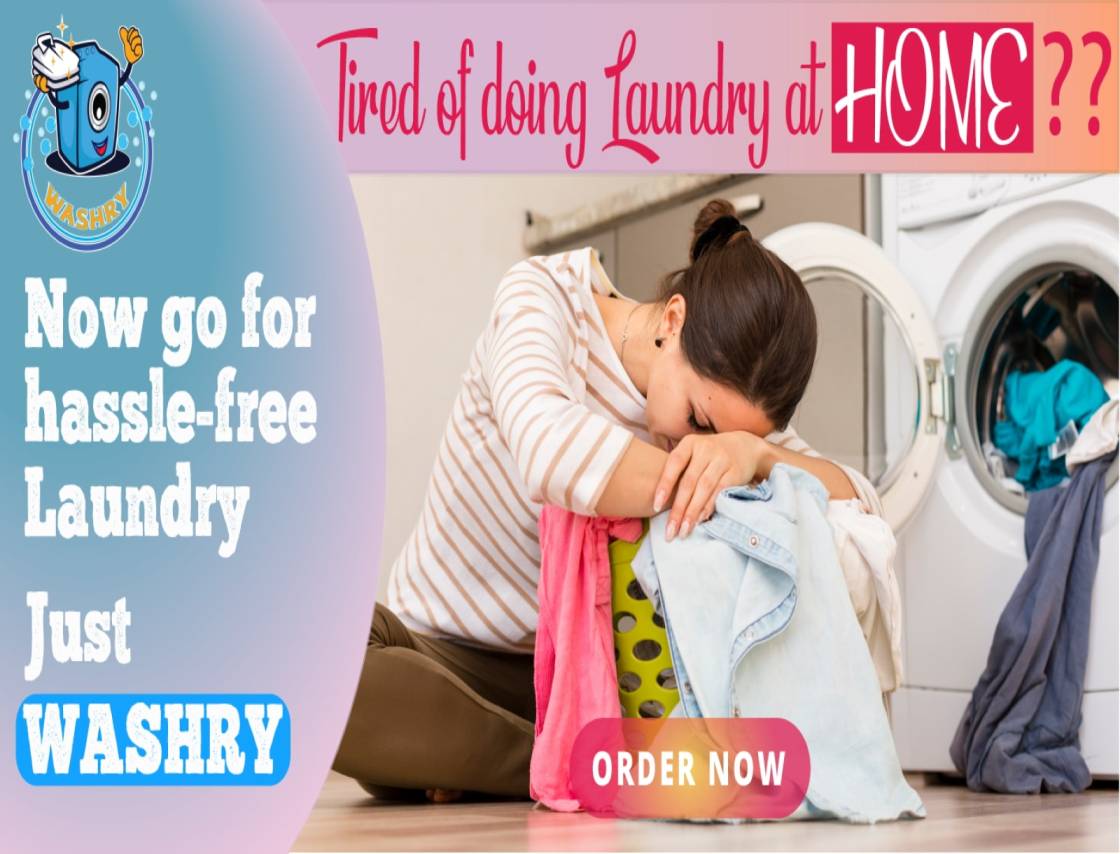 Tired of doing Laundry at HOME ??
WASHRY
Now go for
hassle-free
Laundry
Just
WASHRY
ORDER NOW